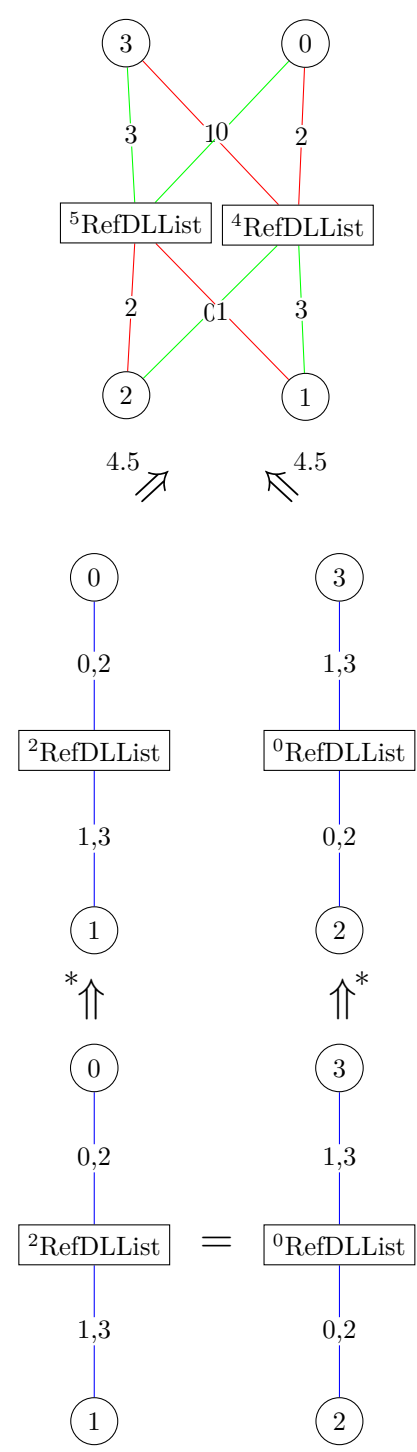 3 0
3 10 2
⁵RefDLList ⁴RefDLList
2 01 3
2 1
4.5 4.5
⇗ ⇖
0 3
0,2 1,3
²RefDLList ⁰RefDLList
1,3 0,2
1 2
*⇑ ⇑*
0 3
0,2 1,3
²RefDLList = ⁰RefDLList
1,3 0,2
1 2